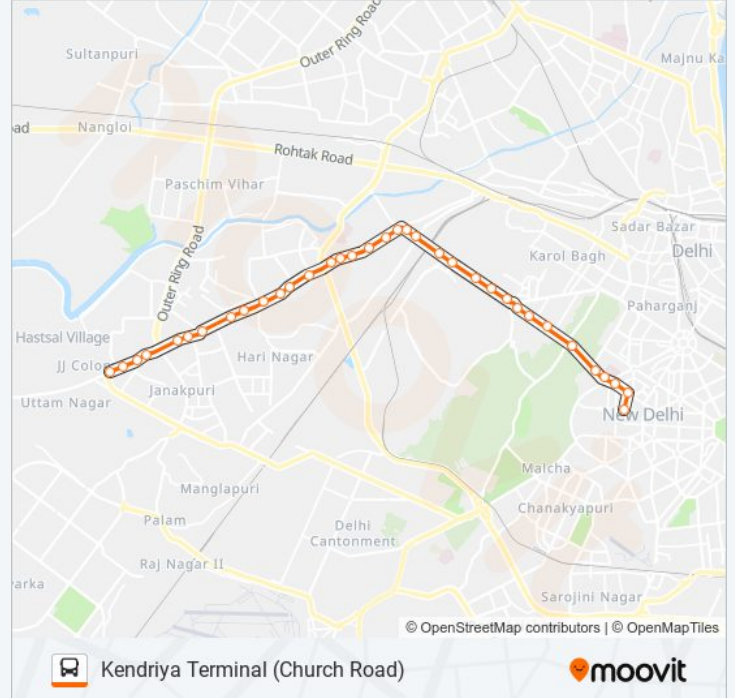 Sultanpuri
Outer Ring Road
Majnu Ka
ad
Nangloi
Rohtak Road
Paschim Vihar
Sadar Bazar
Karol Bagh
Delhi
Outer Ring Road
Paharganj
Hastsal Village
JJ Colo
Hari Nagar
Janakpuri
Uttam Nagar
New Delhi
Malcha
Manglapuri
Chanakyapuri
Palam
Delhi
Cantonment
Raj Nagar II
arka
Sarojini Nagar
© OpenStreetMap contributors | © OpenMapTiles
Kendriya Terminal (Church Road)
moovit